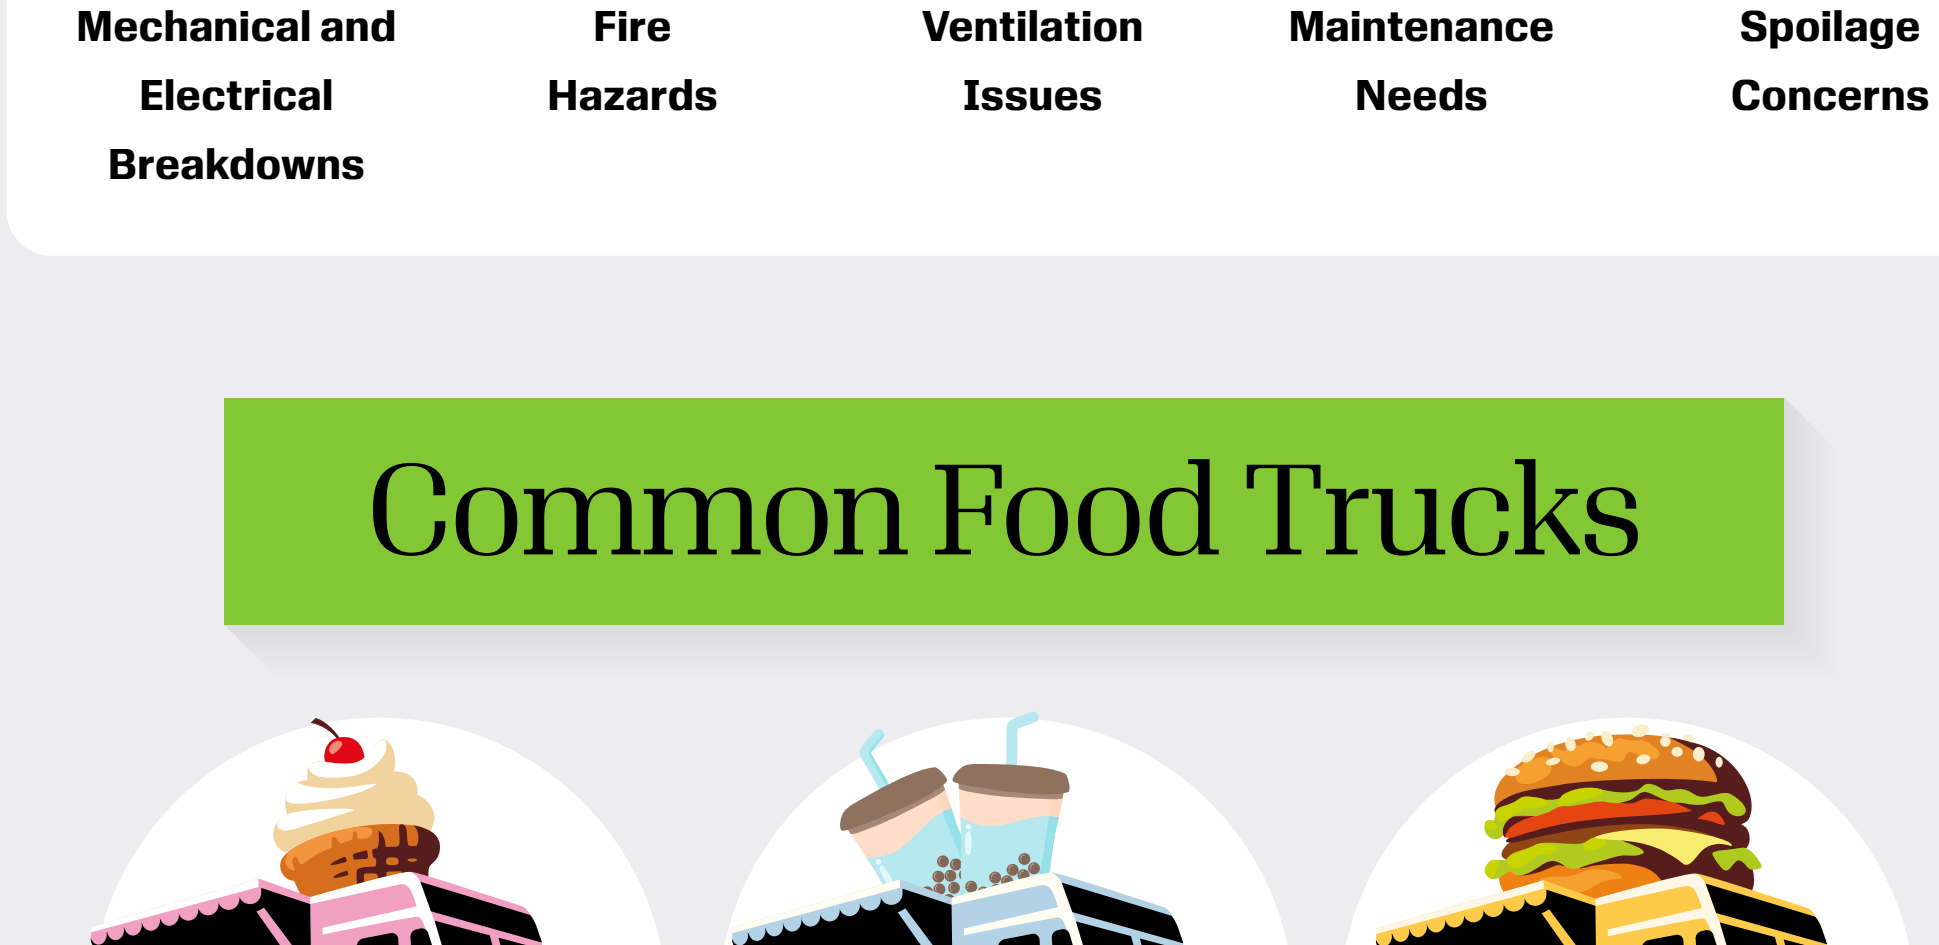 Mechanical and
Electrical
Breakdowns
Fire
Hazards
Ventilation
Issues
Maintenance
Needs
Spoilage
Concerns
Common Food Trucks